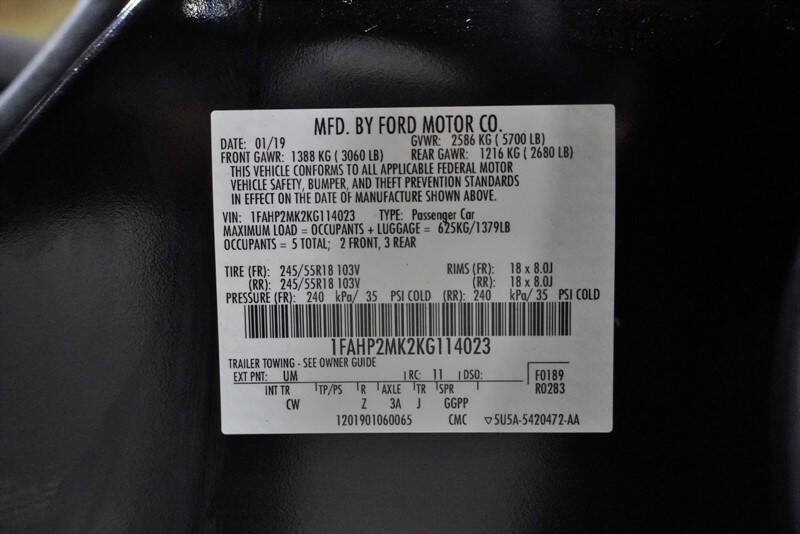 MFD. BY FORD MOTOR CO.
DATE: 01/19 GVWR: 2586 KG ( 5700 LB)
FRONT GAWR: 1388 KG ( 3060 LB) REAR GAWR: 1216 KG ( 2680 LB)
THIS VEHICLE CONFORMS TO ALL APPLICABLE FEDERAL MOTOR
VEHICLE SAFETY, BUMPER, AND THEFT PREVENTION STANDARDS
IN EFFECT ON THE DATE OF MANUFACTURE SHOWN ABOVE.
VIN: 1FAHP2MK2KG114023 TYPE: Passenger Car
MAXIMUM LOAD = OCCUPANTS + LUGGAGE = 625KG/1379LB
OCCUPANTS = 5 TOTAL; 2 FRONT, 3 REAR
TIRE (FR): 245/55R18 103V RIMS (FR): 18 x 8.0J
(RR): 245/55R18 103V (RR): 18 x 8.0J
PRESSURE (FR): 240 kPa/ 35 PSI COLD (RR): 240 kPa/ 35 PSI COLD
1FAHP2MK2KG114023
TRAILER TOWING - SEE OWNER GUIDE
EXT PNT: UM RC: 11 DSO: F0189
INT TR TP/PS R AXLE TR SPR R0283
CW Z 3A J GGPP
1201901060065 CMC ▽5U5A-5420472-AA